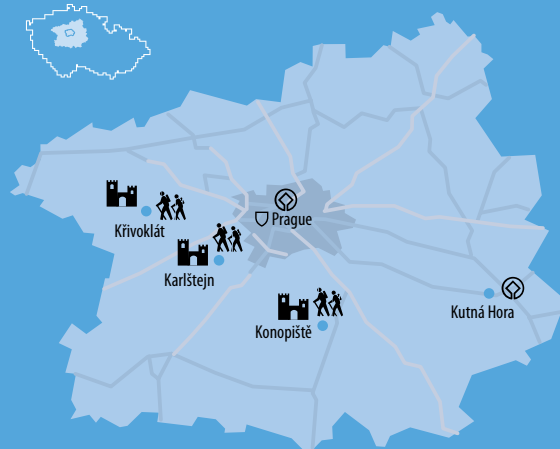 Prague
Křivoklát
Karlštejn
Kutná Hora
Konopiště